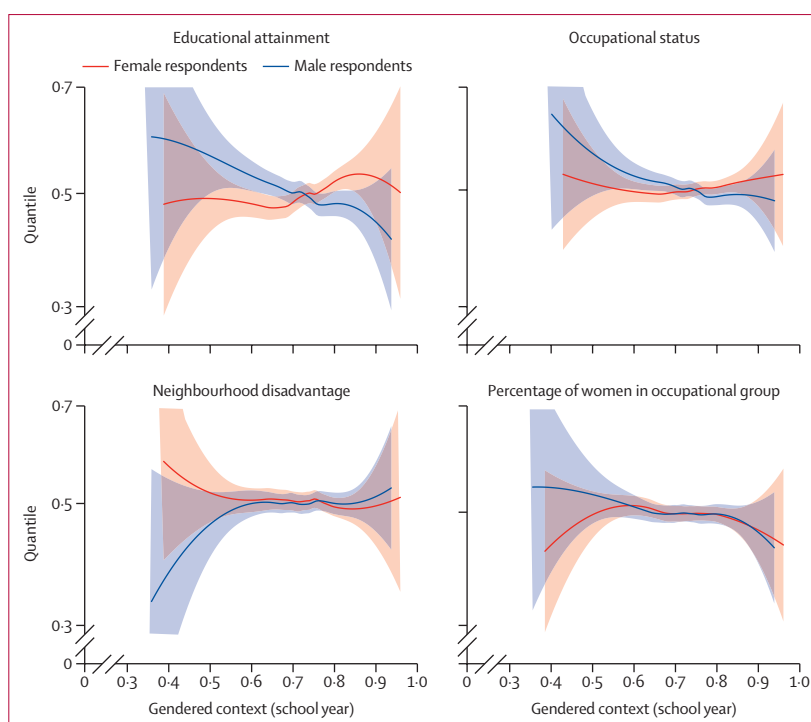 Educational attainment
Occupational status
Female respondents
Male respondents
0·7
0·5
0·3
0
Quantile
Neighbourhood disadvantage
Percentage of women in occupational group
0·7
0·5
0·3
0
Quantile
0 0·3 0·4 0·5 0·6 0·7 0·8 0·9 1·0
0 0·3 0·4 0·5 0·6 0·7 0·8 0·9 1·0
Gendered context (school year)
Gendered context (school year)